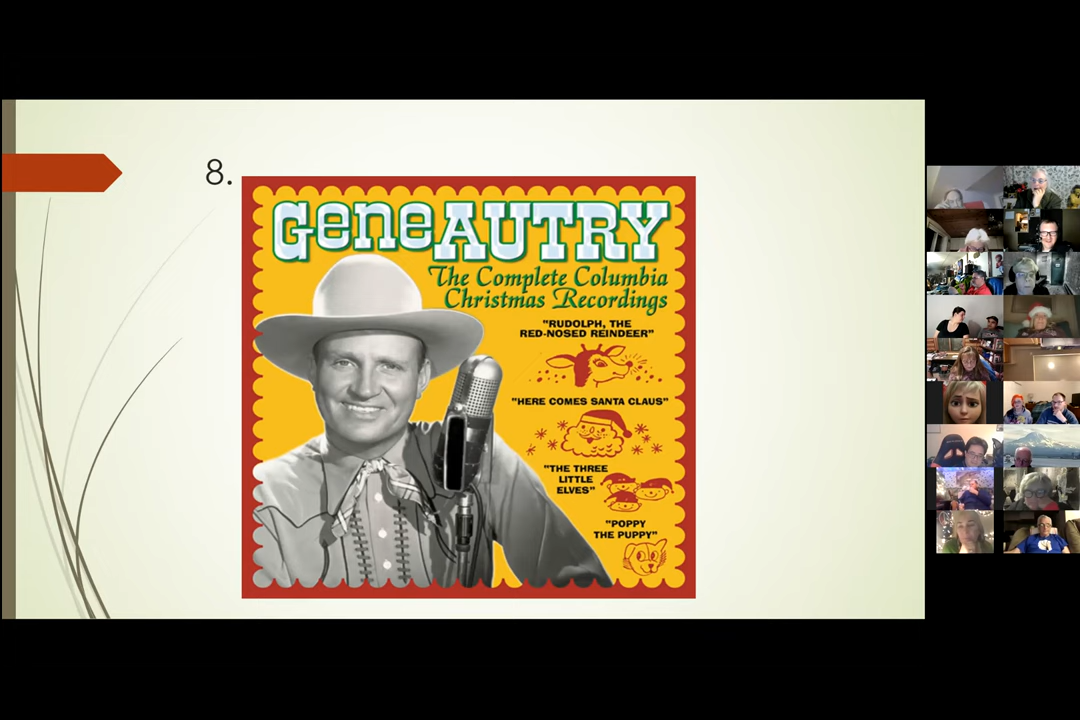 8.
Gene AUTRY
The Complete Columbia
Christmas Recordings
"RUDOLPH, THE
RED-NOSED REINDEER"
"HERE COMES SANTA CLAUS"
"THE THREE
LITTLE
ELVES"
"POPPY
THE PUPPY"